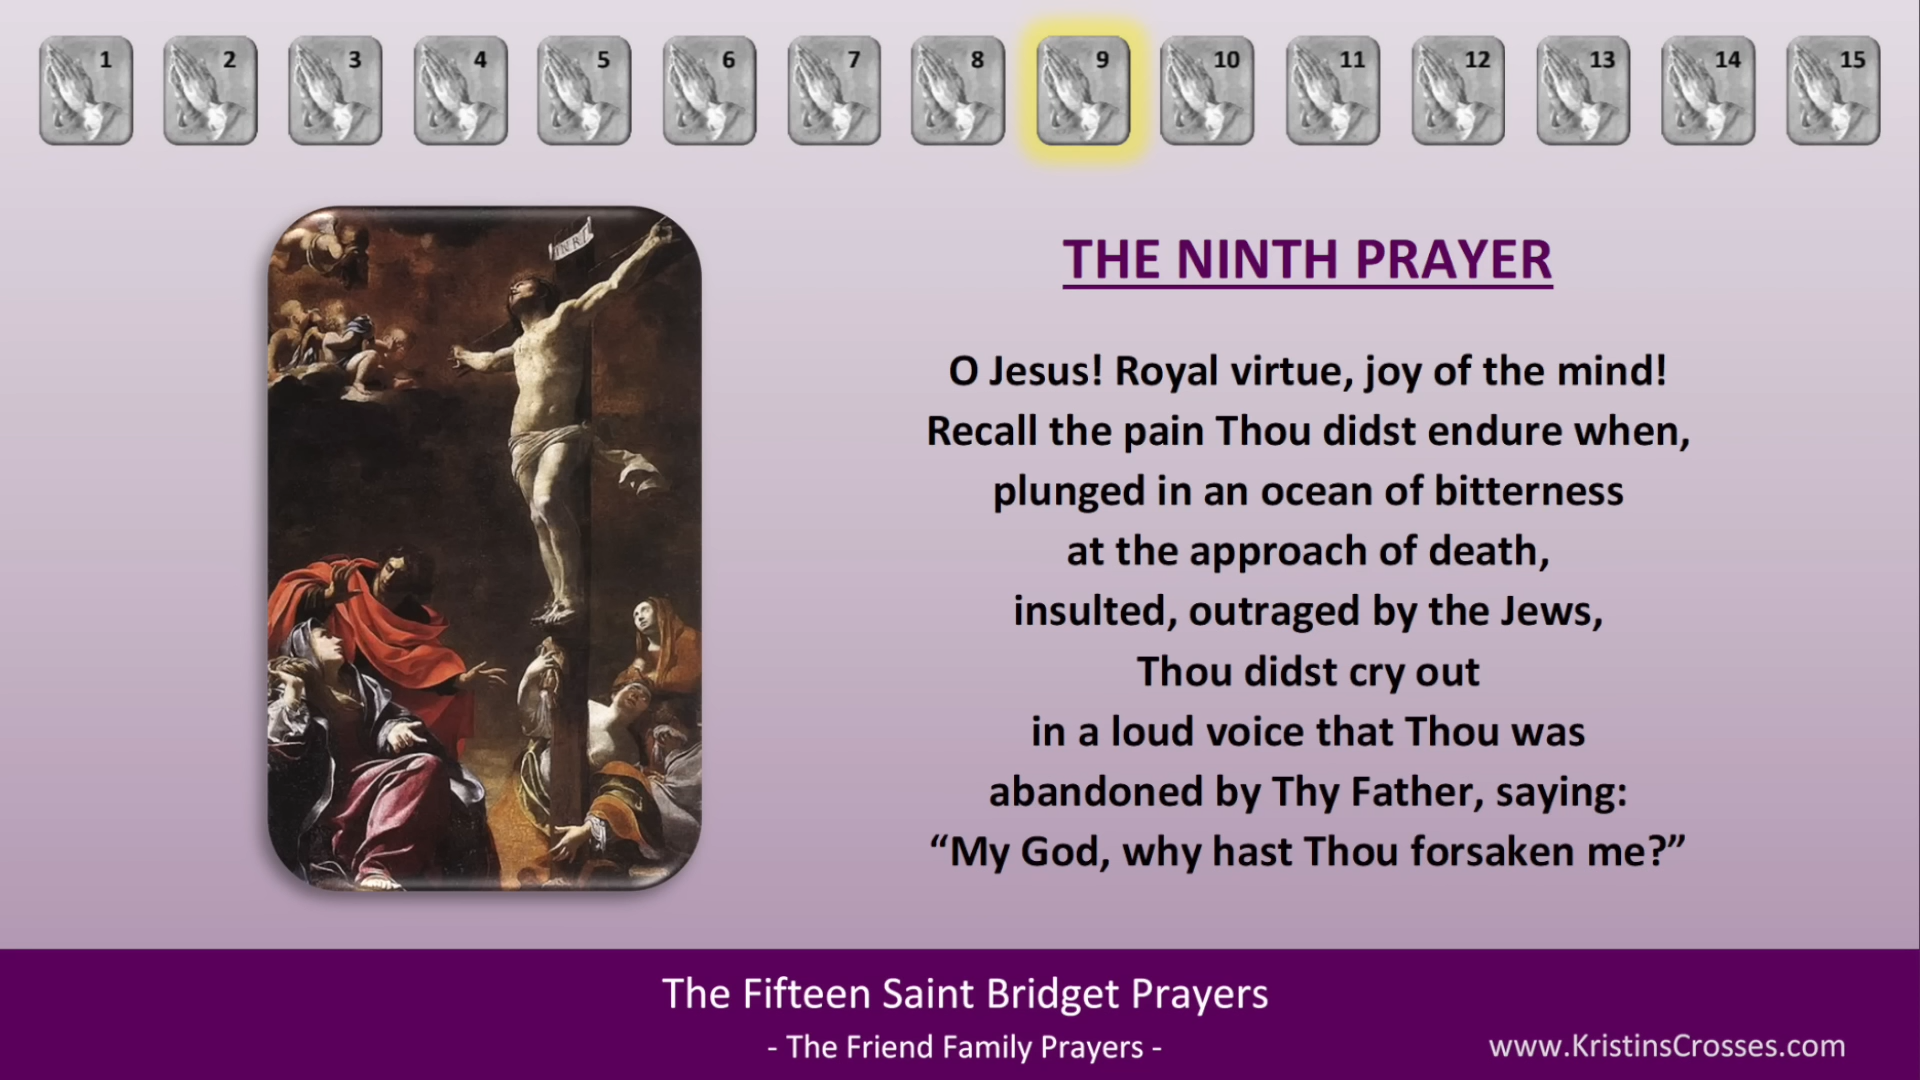 1 2 3 4 5 6 7 8 9 10 11 12 13 14 15
INRI
THE NINTH PRAYER
O Jesus! Royal virtue, joy of the mind!
Recall the pain Thou didst endure when,
plunged in an ocean of bitterness
at the approach of death,
insulted, outraged by the Jews,
Thou didst cry out
in a loud voice that Thou was
abandoned by Thy Father, saying:
“My God, why hast Thou forsaken me?”
The Fifteen Saint Bridget Prayers
- The Friend Family Prayers -
www.KristinsCrosses.com